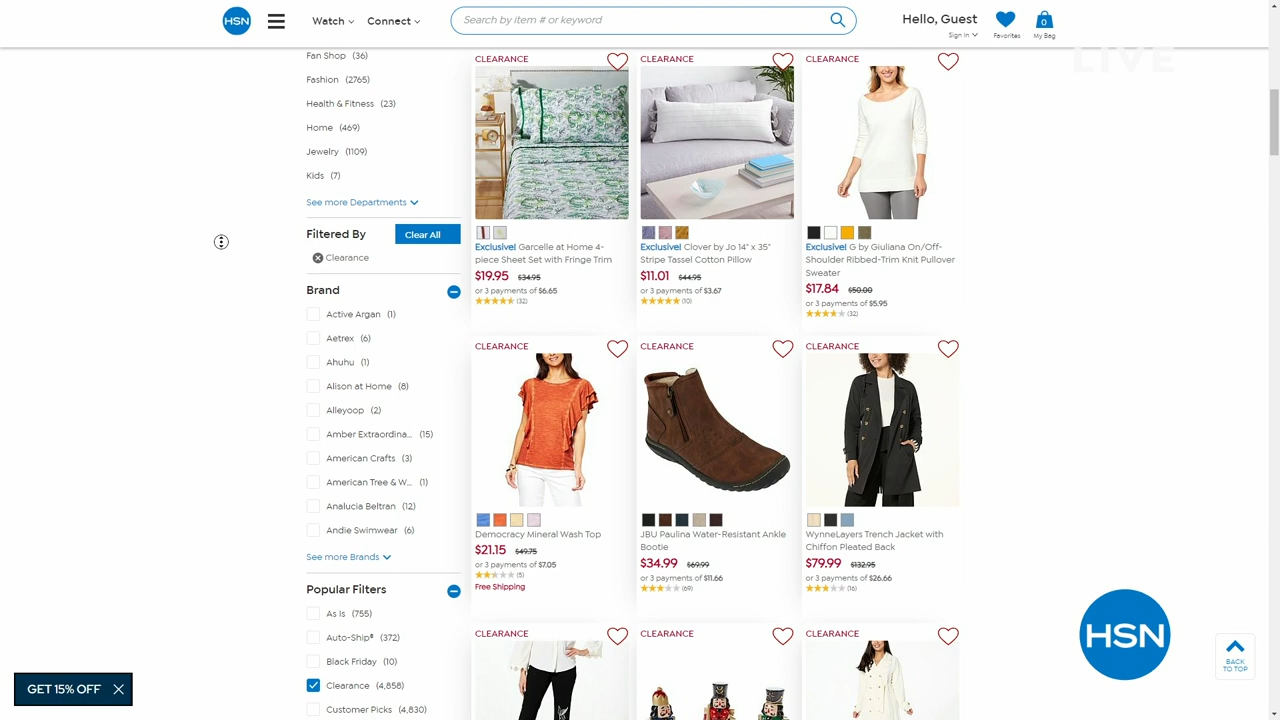 HSN
Watch
Connect
Search by item # or keyword
Hello, Guest
Sign In
Favorites
0
My Bag
LIVE
Fan Shop (36)
Fashion (2765)
Health & Fitness (23)
Home (469)
Jewelry (1109)
Kids (7)
See more Departments
Filtered By
Clear All
Clearance
Brand
Active Argan (1)
Aetrex (6)
Ahuhu (1)
Alison at Home (8)
Alleyoop (2)
Amber Extraordina... (15)
American Crafts (3)
American Tree & W... (1)
Analucia Beltran (12)
Andie Swimwear (6)
See more Brands
Popular Filters
As Is (755)
Auto-Ship® (372)
Black Friday (10)
Clearance (4,858)
Customer Picks (4,830)
CLEARANCE
Exclusive! Garcelle at Home 4-
piece Sheet Set with Fringe Trim
$19.95 $34.95
or 3 payments of $6.65
(32)
CLEARANCE
Exclusive! Clover by Jo 14" x 35"
Stripe Tassel Cotton Pillow
$11.01 $44.95
or 3 payments of $3.67
(10)
CLEARANCE
Exclusive! G by Giuliana On/Off-
Shoulder Ribbed-Trim Knit Pullover
Sweater
$17.84 $50.00
or 3 payments of $5.95
(32)
CLEARANCE
Democracy Mineral Wash Top
$21.15 $49.75
or 3 payments of $7.05
(5)
Free Shipping
CLEARANCE
JBU Paulina Water-Resistant Ankle
Bootie
$34.99 $69.99
or 3 payments of $11.66
(69)
CLEARANCE
WynneLayers Trench Jacket with
Chiffon Pleated Back
$79.99 $132.95
or 3 payments of $26.66
(16)
CLEARANCE
CLEARANCE
CLEARANCE
GET 15% OFF
HSN
BACK
TO TOP